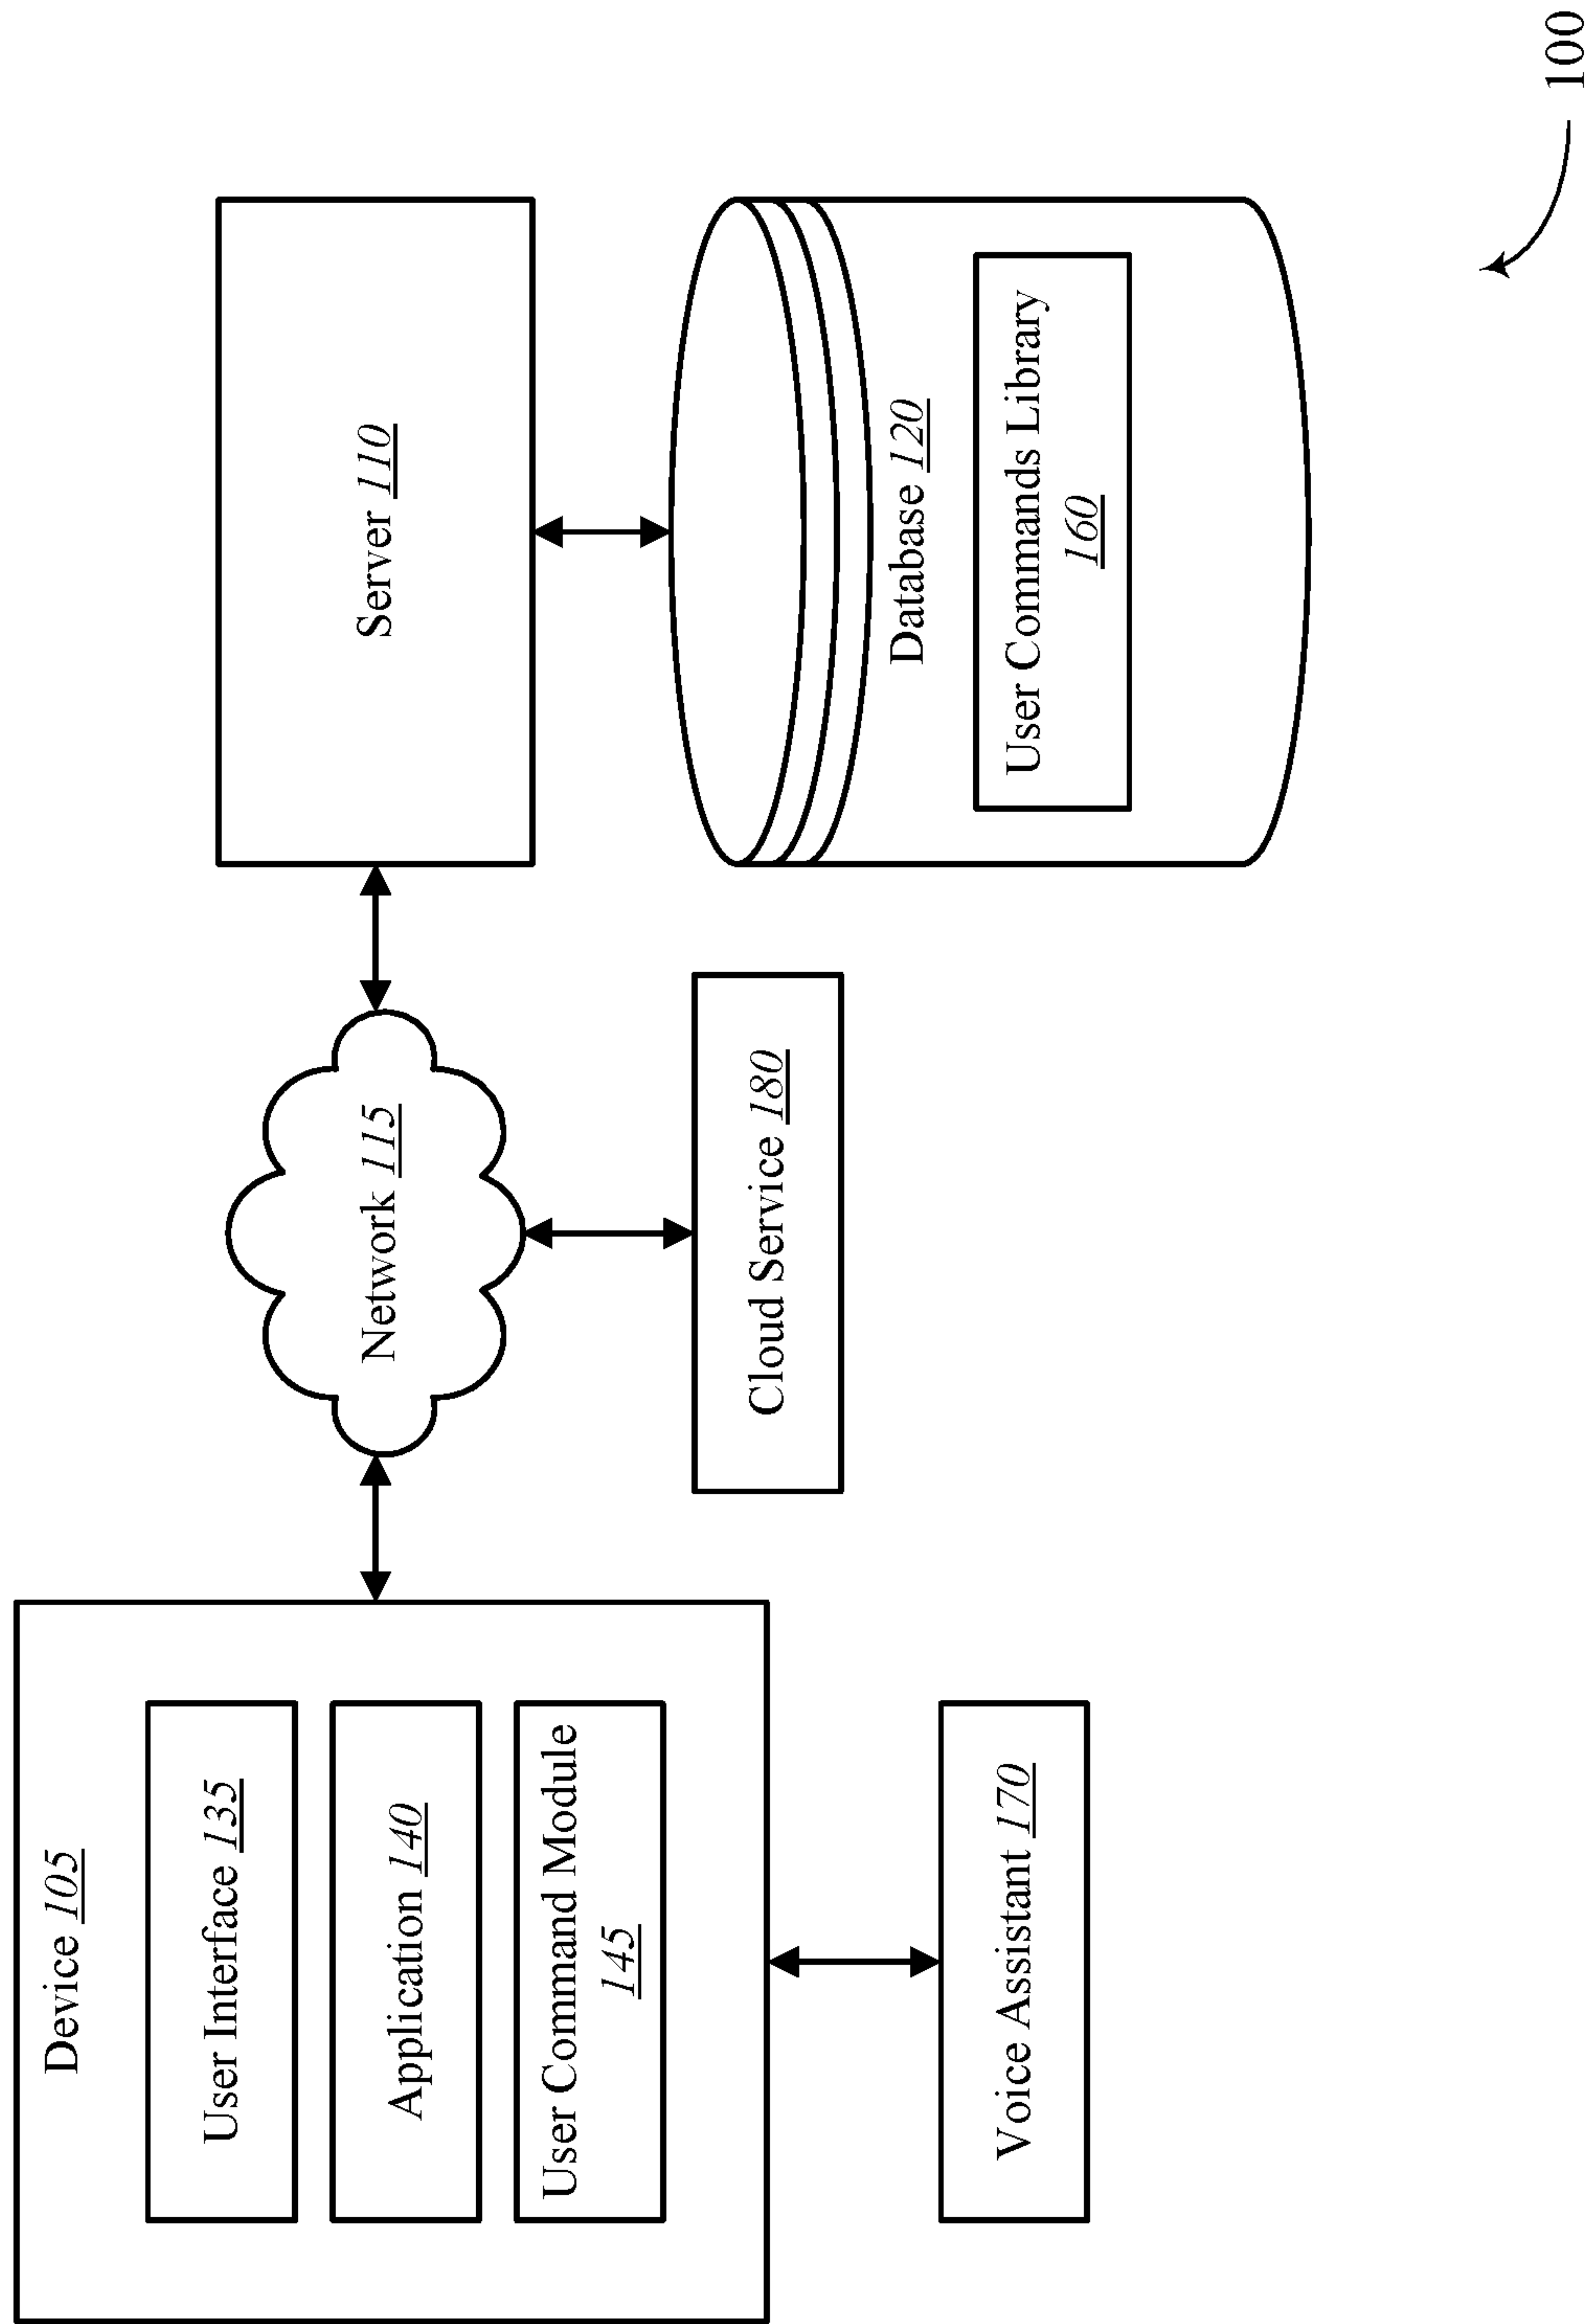 Device 105
User Interface 135
Application 140
User Command Module
145
Voice Assistant 170
Network 115
Cloud Service 180
Server 110
Database 120
User Commands Library
160
100